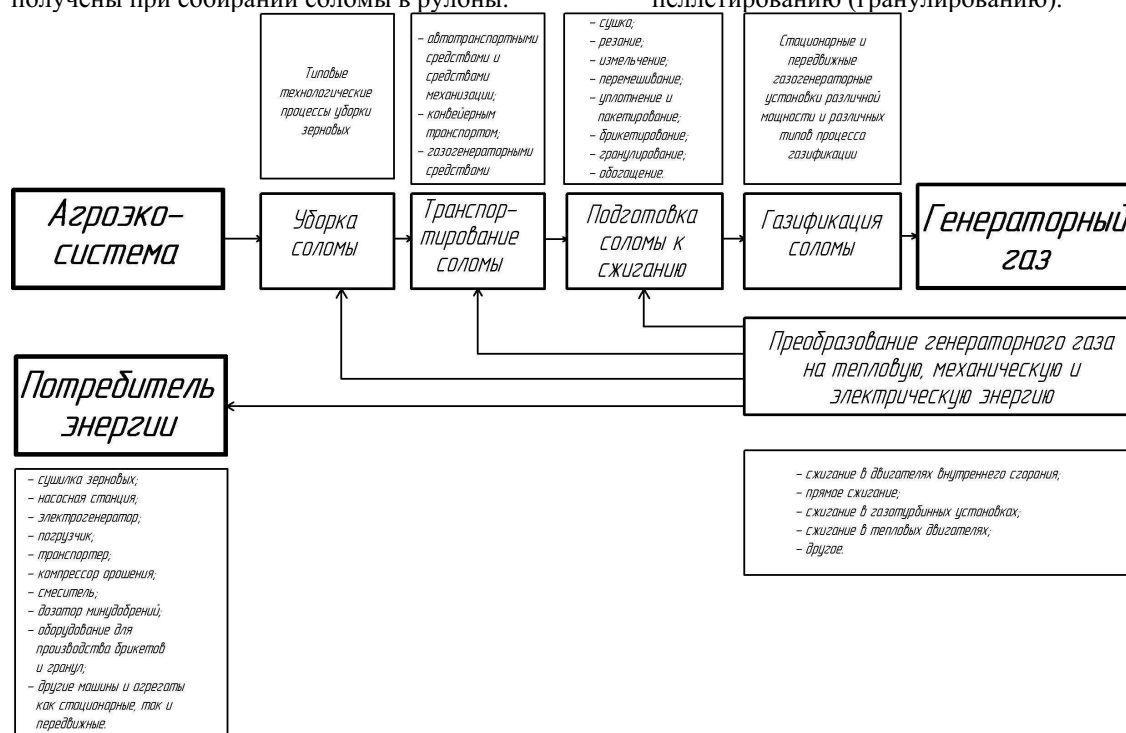 получены при собирании соломы в рулоны.
пеллетированию (гранулированию).
Типовые
технологические
процессы уборки
зерновых
– автотранспортными
средствами и
средствами
механизации;
– конвейерным
транспортом;
– газогенераторными
средствами
– сушка;
– резание;
– измельчение;
– перемешивание;
– уплотнение и
пакетирование;
– брикетирование;
– гранулирование;
– обогащение.
Стационарные и
передвижные
газогенераторные
установки различной
мощности и различных
типов процесса
газификации
Агроэко–
система
Уборка
соломы
Транспор–
тирование
соломы
Подготовка
соломы к
сжиганию
Газификация
соломы
Генераторный
газ
Преобразование генераторного газа
на тепловую, механическую и
электрическую энергию
Потребитель
энергии
– сушилка зерновых;
– насосная станция;
– электрогенератор;
– погрузчик;
– транспортер;
– компрессор орошения;
– смеситель;
– дозатор минудобрений;
– оборудование для
производства брикетов
и гранул;
– другие машины и агрегаты
как стационарные, так и
передвижные.
– сжигание в двигателях внутреннего сгорания;
– прямое сжигание;
– сжигание в газотурбинных установках;
– сжигание в тепловых двигателях;
– другое.